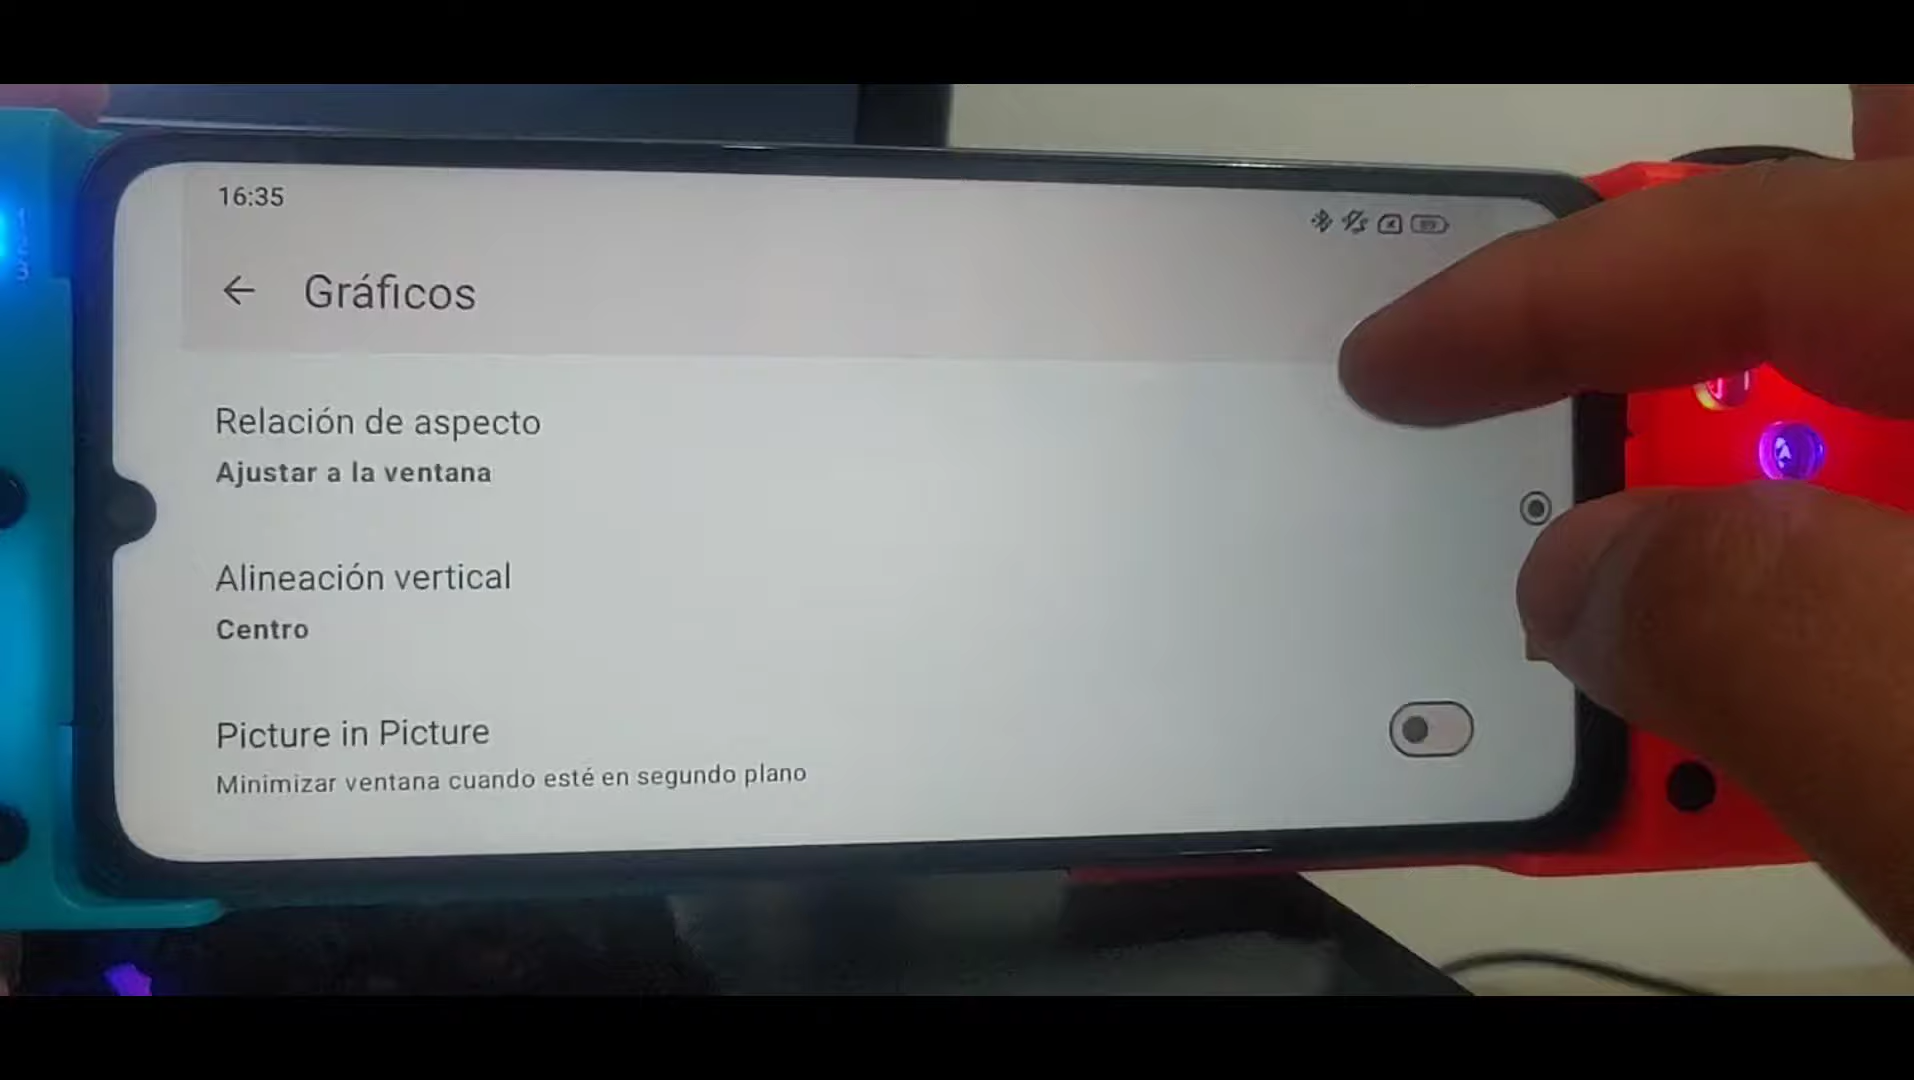 16:35
Gráficos
Relación de aspecto
Ajustar a la ventana
Alineación vertical
Centro
Picture in Picture
Minimizar ventana cuando esté en segundo plano